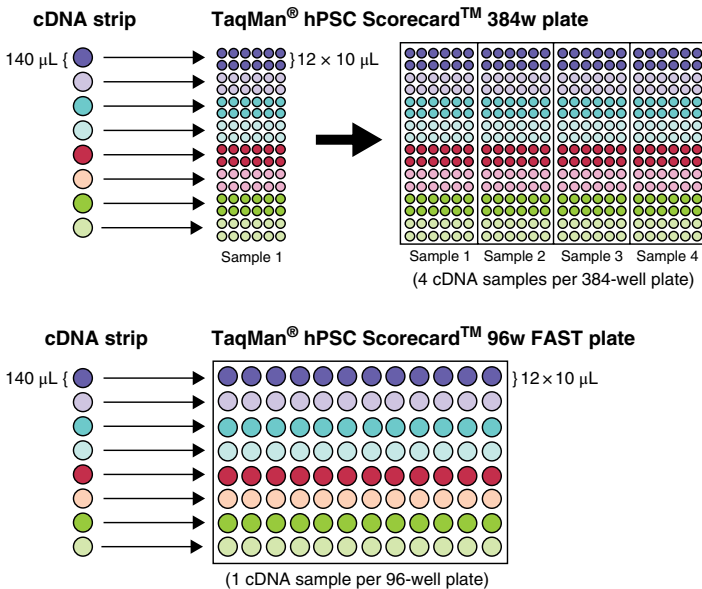 cDNA strip
TaqMan® hPSC Scorecard™ 384w plate
140 μL {
} 12 × 10 μL
Sample 1
Sample 1
Sample 2
Sample 3
Sample 4
(4 cDNA samples per 384-well plate)
cDNA strip
TaqMan® hPSC Scorecard™ 96w FAST plate
140 μL {
} 12 × 10 μL
(1 cDNA sample per 96-well plate)